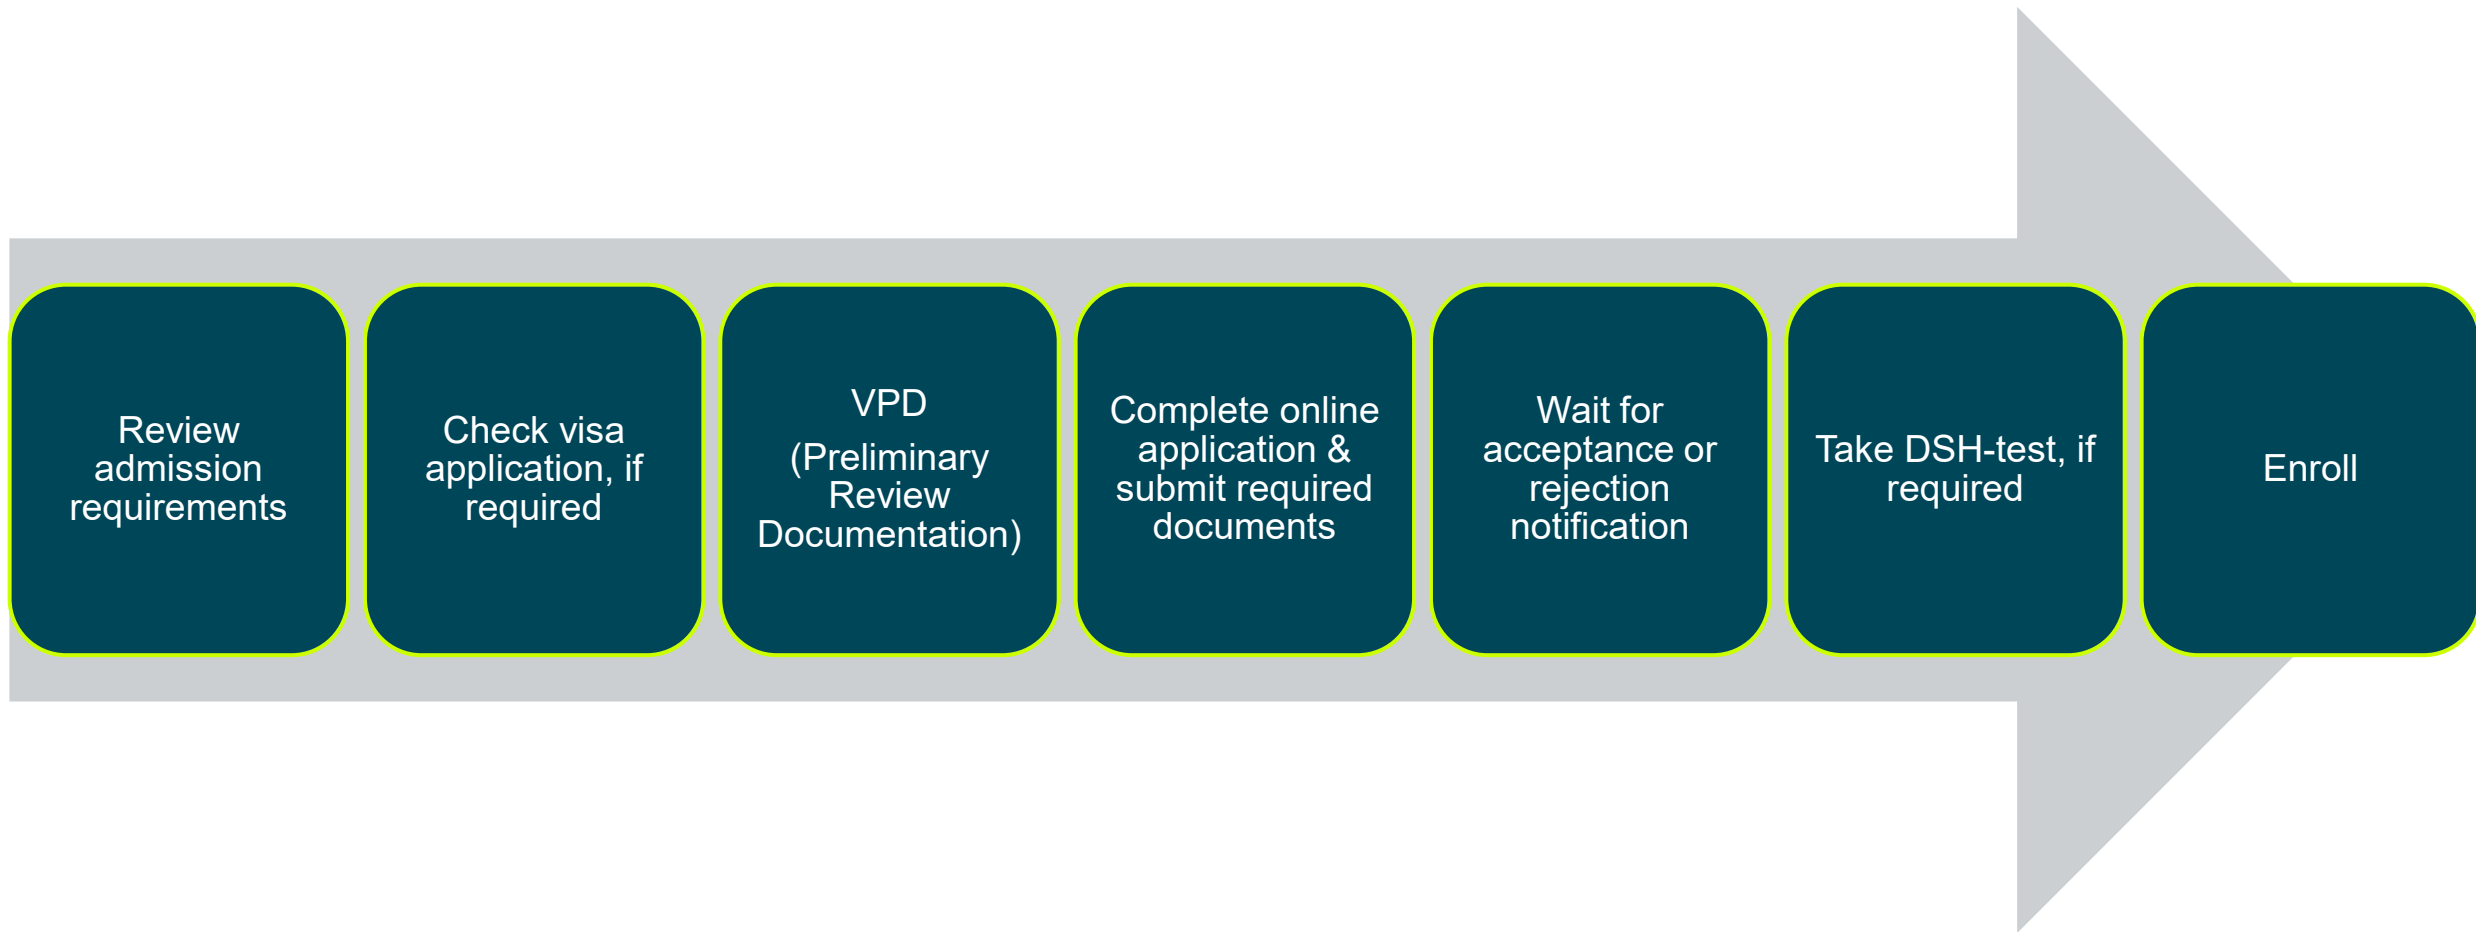 Review
admission
requirements
Check visa
application, if
required
VPD
(Preliminary
Review
Documentation)
Complete online
application &
submit required
documents
Wait for
acceptance or
rejection
notification
Take DSH-test, if
required
Enroll